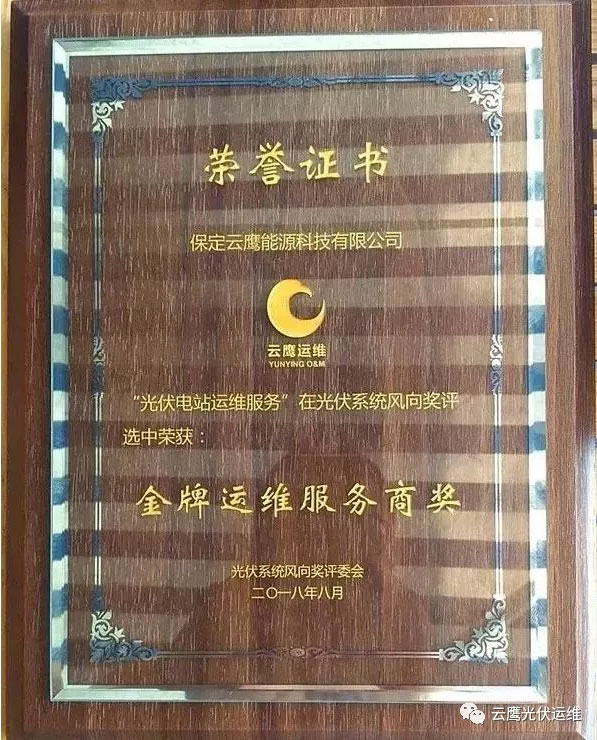 荣誉证书
保定云鹰能源科技有限公司
云鹰运维
YUNYING O&M
“光伏电站运维服务”在光伏系统风向奖评
选中荣获：
金牌运维服务商奖
光伏系统风向奖评委会
二〇一八年八月
云鹰光伏运维